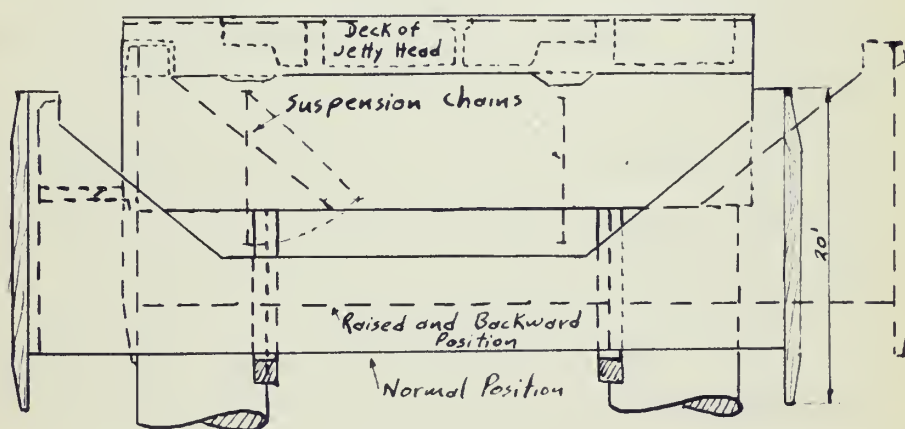 Deck of
Jetty Head
Suspension Chains
20'
Raised and Backward
Position
Normal Position